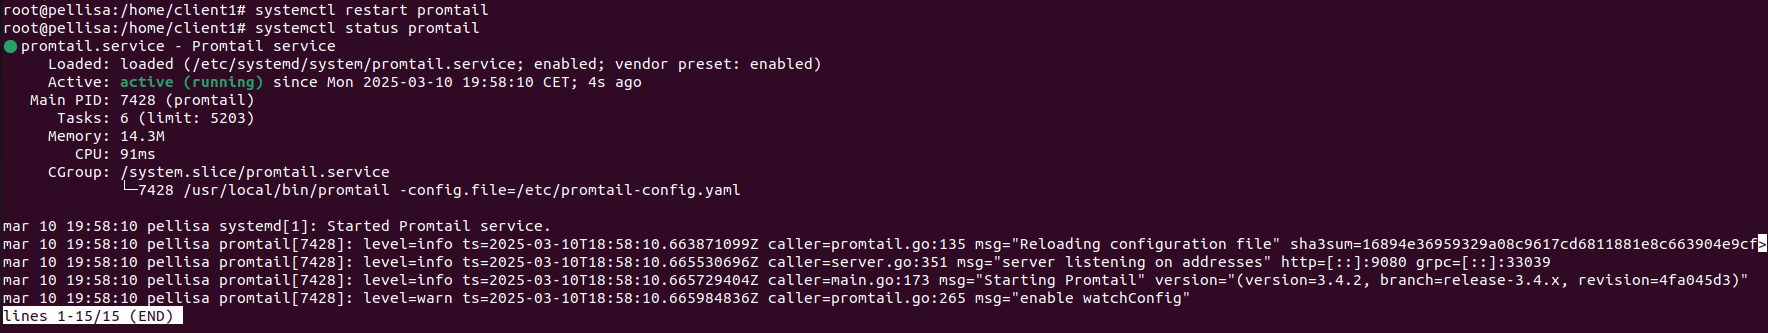 root@pellisa:/home/client1# systemctl restart promtail
root@pellisa:/home/client1# systemctl status promtail
● promtail.service - Promtail service
     Loaded: loaded (/etc/systemd/system/promtail.service; enabled; vendor preset: enabled)
     Active: active (running) since Mon 2025-03-10 19:58:10 CET; 4s ago
   Main PID: 7428 (promtail)
      Tasks: 6 (limit: 5203)
     Memory: 14.3M
        CPU: 91ms
     CGroup: /system.slice/promtail.service
             └─7428 /usr/local/bin/promtail -config.file=/etc/promtail-config.yaml

mar 10 19:58:10 pellisa systemd[1]: Started Promtail service.
mar 10 19:58:10 pellisa promtail[7428]: level=info ts=2025-03-10T18:58:10.663871099Z caller=promtail.go:135 msg="Reloading configuration file" sha3sum=16894e36959329a08c9617cd6811881e8c663904e9cf>
mar 10 19:58:10 pellisa promtail[7428]: level=info ts=2025-03-10T18:58:10.665530696Z caller=server.go:351 msg="server listening on addresses" http=[::]:9080 grpc=[::]:33039
mar 10 19:58:10 pellisa promtail[7428]: level=info ts=2025-03-10T18:58:10.665729404Z caller=main.go:173 msg="Starting Promtail" version="(version=3.4.2, branch=release-3.4.x, revision=4fa045d3)"
mar 10 19:58:10 pellisa promtail[7428]: level=warn ts=2025-03-10T18:58:10.665984836Z caller=promtail.go:265 msg="enable watchConfig"
lines 1-15/15 (END)